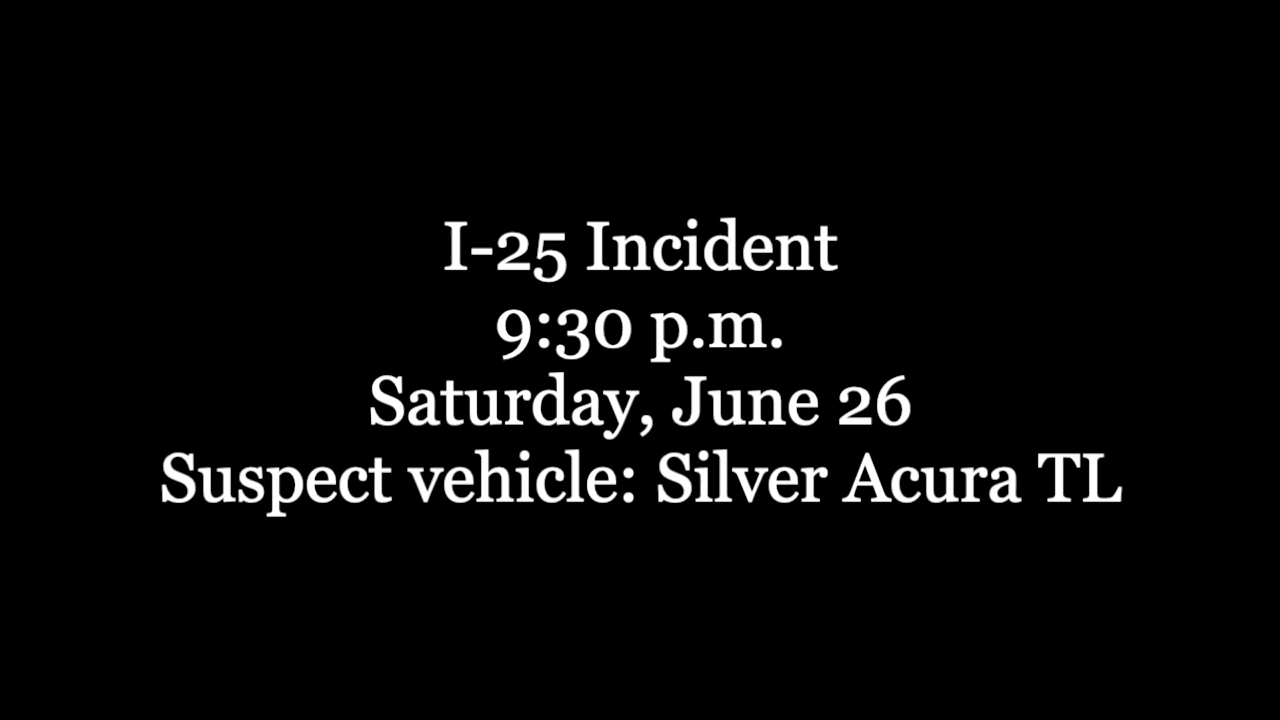 I-25 Incident
9:30 p.m.
Saturday, June 26
Suspect vehicle: Silver Acura TL